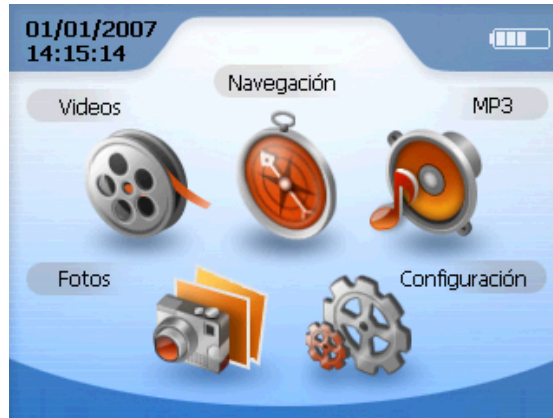 01/01/2007
14:15:14
Navegación
Videos
MP3
Fotos
Configuración